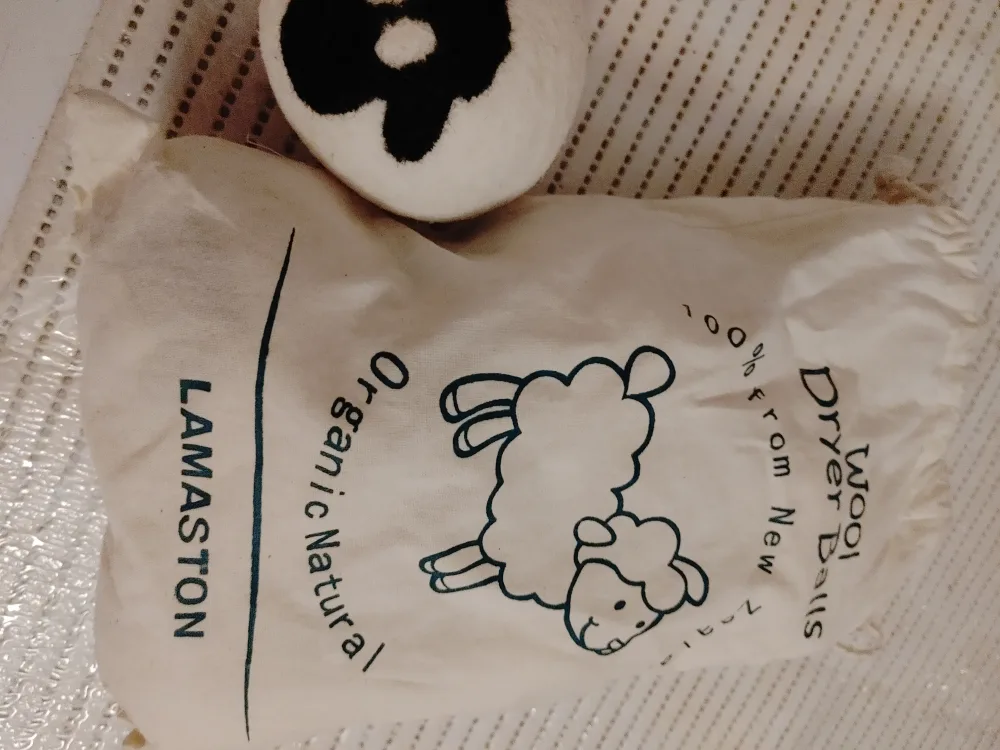 Wool
Dryer Balls
100% from New
Organic Natural
LAMASTON